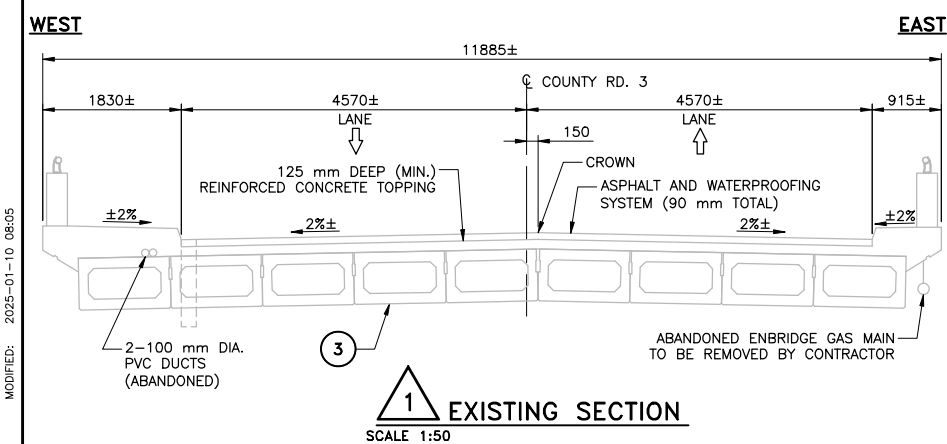 WEST
EAST
11885±
℄ COUNTY RD. 3
1830±
4570±
4570±
915±
LANE
LANE
150
CROWN
125 mm DEEP (MIN.)
REINFORCED CONCRETE TOPPING
ASPHALT AND WATERPROOFING
SYSTEM (90 mm TOTAL)
±2%
2%±
2%±
±2%
2-100 mm DIA.
PVC DUCTS
(ABANDONED)
3
ABANDONED ENBRIDGE GAS MAIN
TO BE REMOVED BY CONTRACTOR
1 EXISTING SECTION
SCALE 1:50
MODIFIED: 2025-01-10 08:05